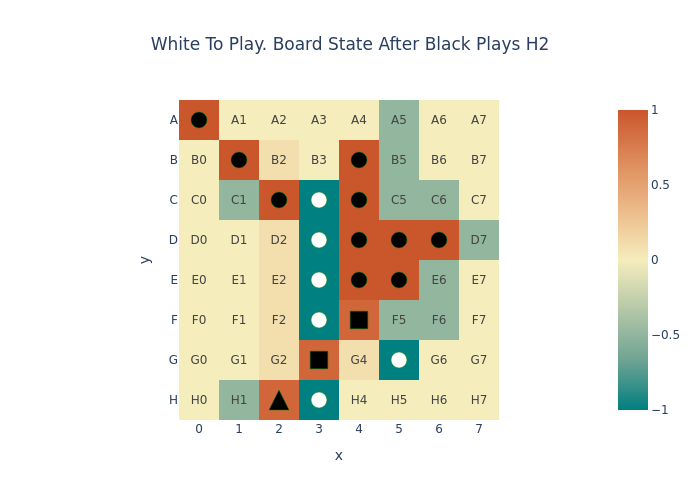 White To Play. Board State After Black Plays H2
A A1 A2 A3 A4 A5 A6 A7
B B0 B2 B3 B5 B6 B7
C C0 C1 C5 C6 C7
D D0 D1 D2 D7
E E0 E1 E2 E6 E7
F F0 F1 F2 F5 F6 F7
G G0 G1 G2 G4 G6 G7
H H0 H1 H4 H5 H6 H7
0 1 2 3 4 5 6 7
x
y
1
0.5
0
−0.5
−1